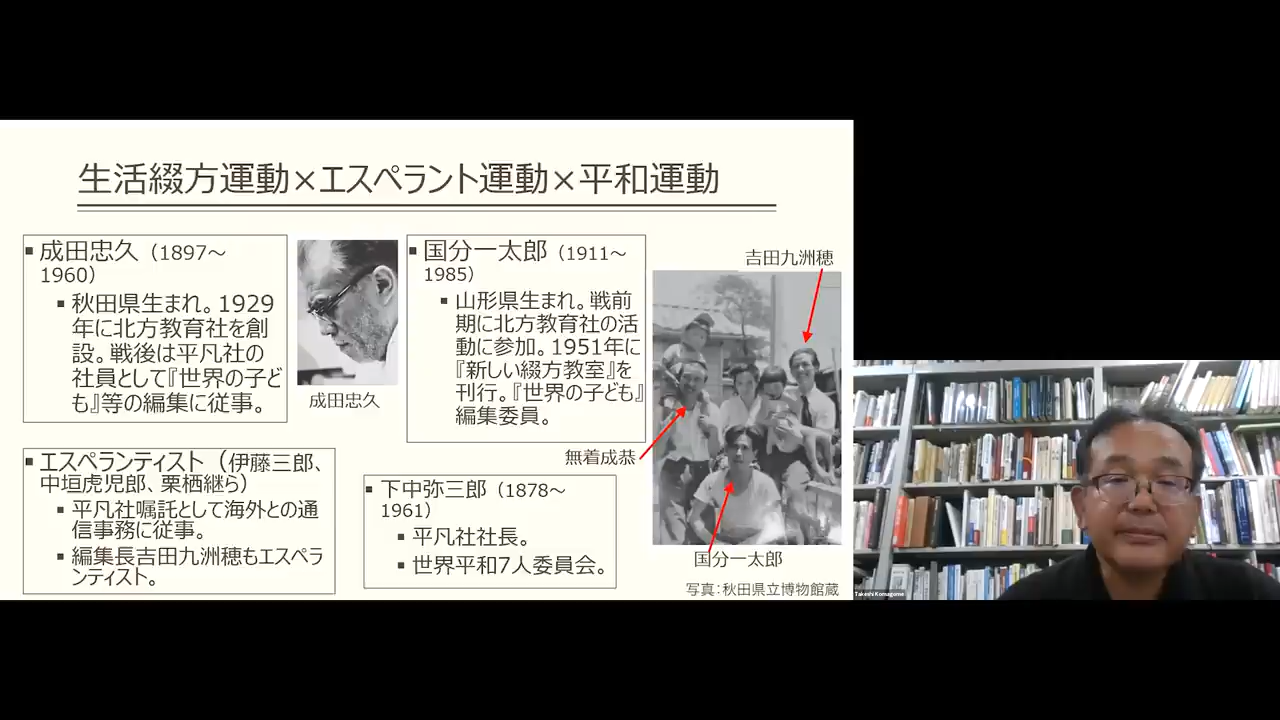 生活綴方運動×エスペラント運動×平和運動
▪ 成田忠久（1897～
1960）
▪ 秋田県生まれ。1929
年に北方教育社を創
設。戦後は平凡社の
社員として『世界の子ど
も』等の編集に従事。
成田忠久
▪ 国分一太郎（1911～
1985）
▪ 山形県生まれ。戦前
期に北方教育社の活
動に参加。1951年に
『新しい綴方教室』を
刊行。『世界の子ども』
編集委員。
吉田九洲穂
無着成恭
国分一太郎
写真：秋田県立博物館蔵
▪ エスペランティスト（伊藤三郎、
中垣虎児郎、栗栖継ら）
▪ 平凡社嘱託として海外との通
信事務に従事。
▪ 編集長吉田九洲穂もエスペラ
ンティスト。
▪ 下中弥三郎（1878～
1961）
▪ 平凡社社長。
▪ 世界平和7人委員会。
Takeshi Komagome